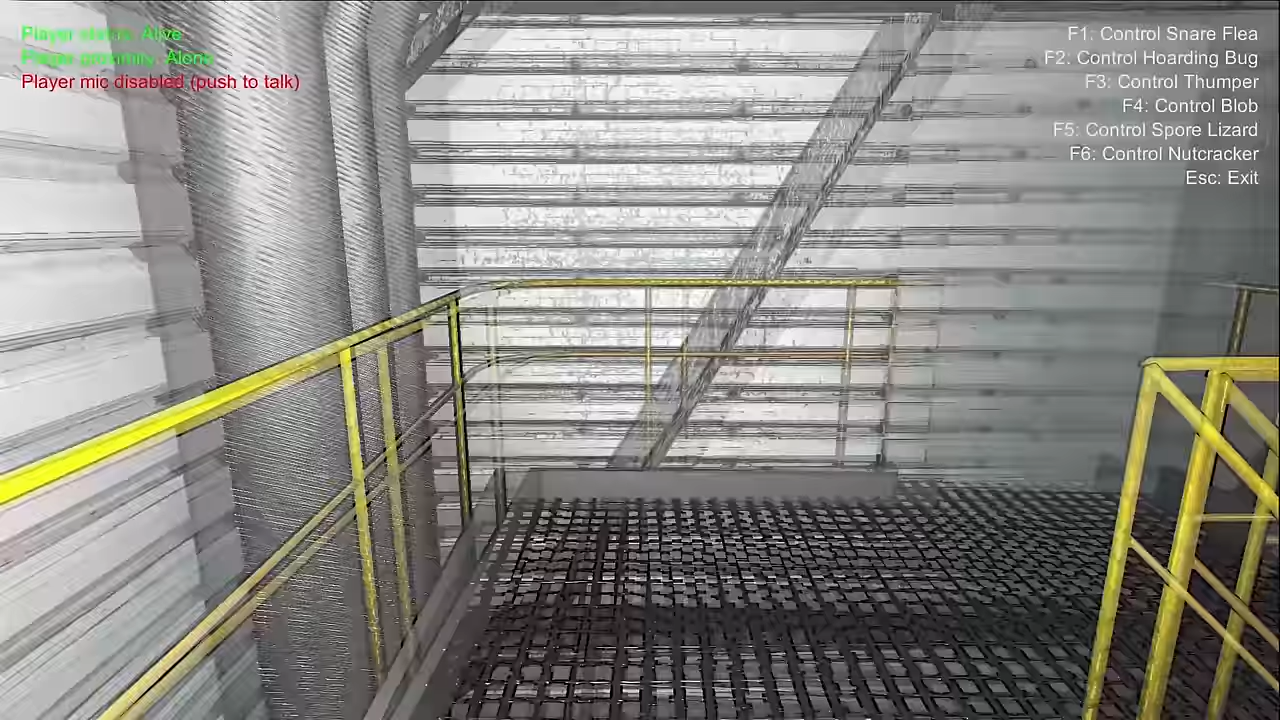 Player status: Alive
Player proximity: Alone
Player mic disabled (push to talk)
F1: Control Snare Flea
F2: Control Hoarding Bug
F3: Control Thumper
F4: Control Blob
F5: Control Spore Lizard
F6: Control Nutcracker
Esc: Exit